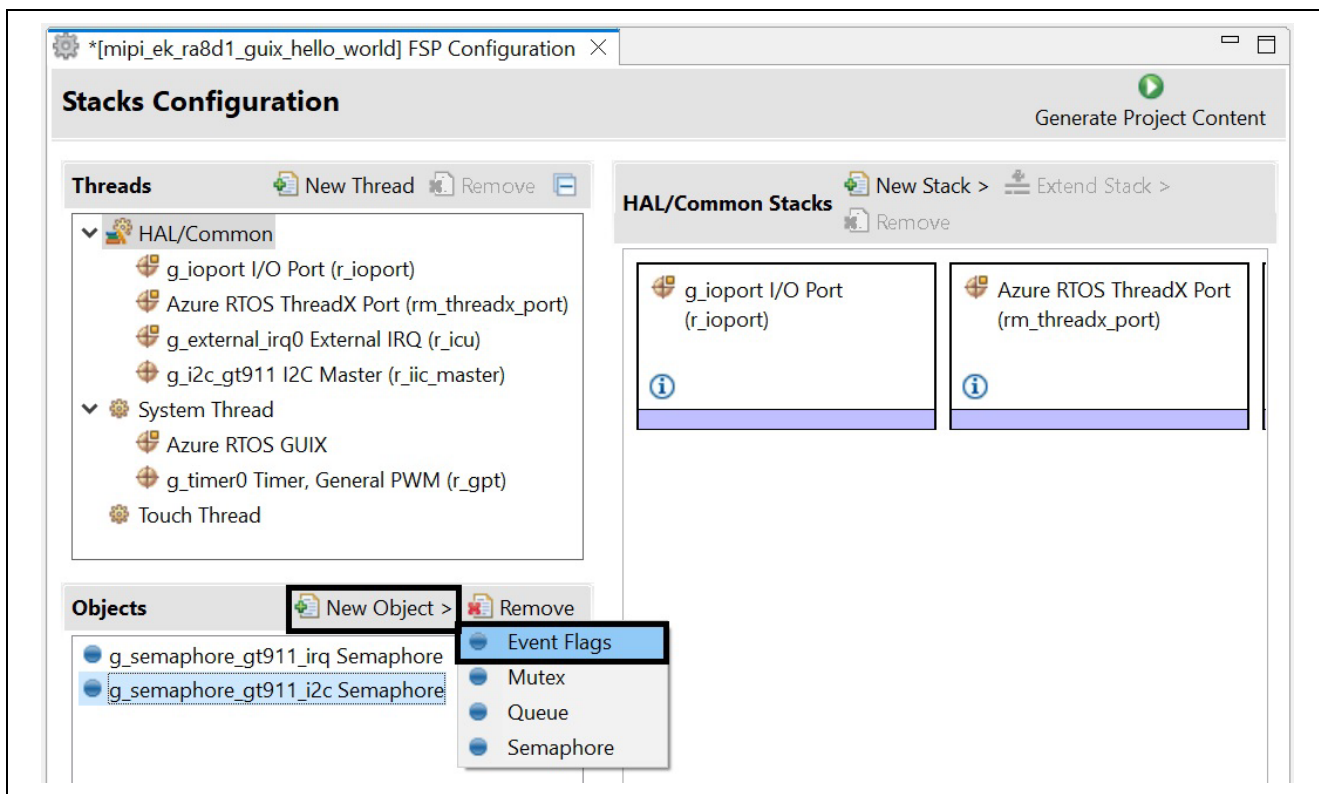 *[mipi_ek_ra8d1_guix_hello_world] FSP Configuration
Stacks Configuration
Generate Project Content
Threads
New Thread
Remove
HAL/Common
g_ioport I/O Port (r_ioport)
Azure RTOS ThreadX Port (rm_threadx_port)
g_external_irq0 External IRQ (r_icu)
g_i2c_gt911 I2C Master (r_iic_master)
System Thread
Azure RTOS GUIX
g_timer0 Timer, General PWM (r_gpt)
Touch Thread
HAL/Common Stacks
New Stack >
Extend Stack >
Remove
g_ioport I/O Port
(r_ioport)
Azure RTOS ThreadX Port
(rm_threadx_port)
Objects
New Object >
Remove
g_semaphore_gt911_irq Semaphore
g_semaphore_gt911_i2c Semaphore
Event Flags
Mutex
Queue
Semaphore